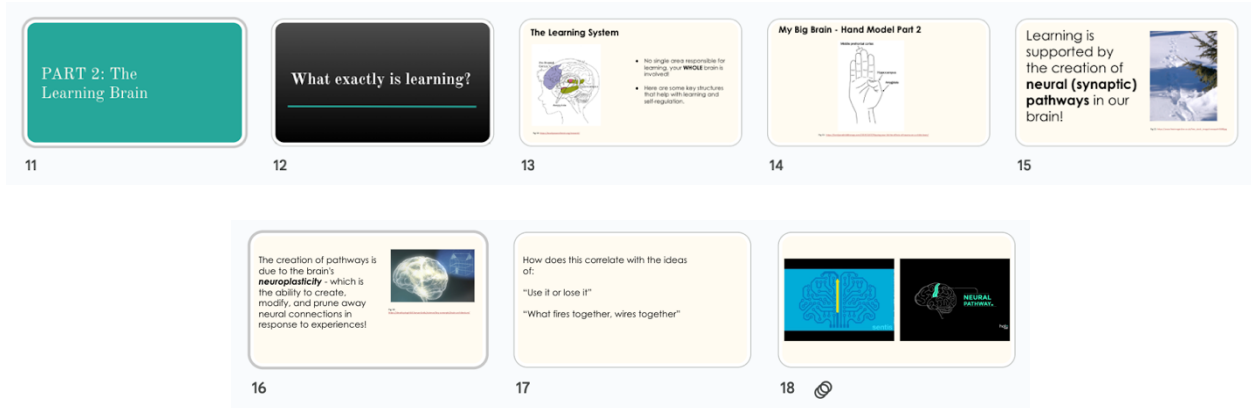 PART 2: The
Learning Brain
11
What exactly is learning?
12
The Learning System
No single area responsible for
learning, your WHOLE brain is
involved!
Here are some key structures
that help with learning and
self-regulation.
13
My Big Brain - Hand Model Part 2
14
Learning is
supported by
the creation of
neural (synaptic)
pathways in our
brain!
15
The creation of pathways is
due to the brain's
neuroplasticity - which is
the ability to create,
modify, and prune away
neural connections in
response to experiences!
16
How does this correlate with the ideas
of:
“Use it or lose it”
“What fires together, wires together”
17
sentis
NEURAL
PATHWAY.
18